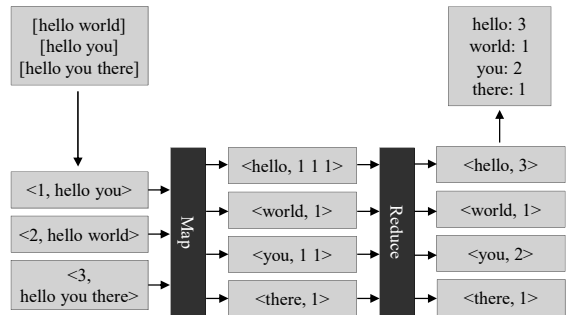 [hello world]
[hello you]
[hello you there]
hello: 3
world: 1
you: 2
there: 1
<1, hello you>
<2, hello world>
<3,
hello you there>
Map
<hello, 1 1 1>
<world, 1>
<you, 1 1>
<there, 1>
Reduce
<hello, 3>
<world, 1>
<you, 2>
<there, 1>